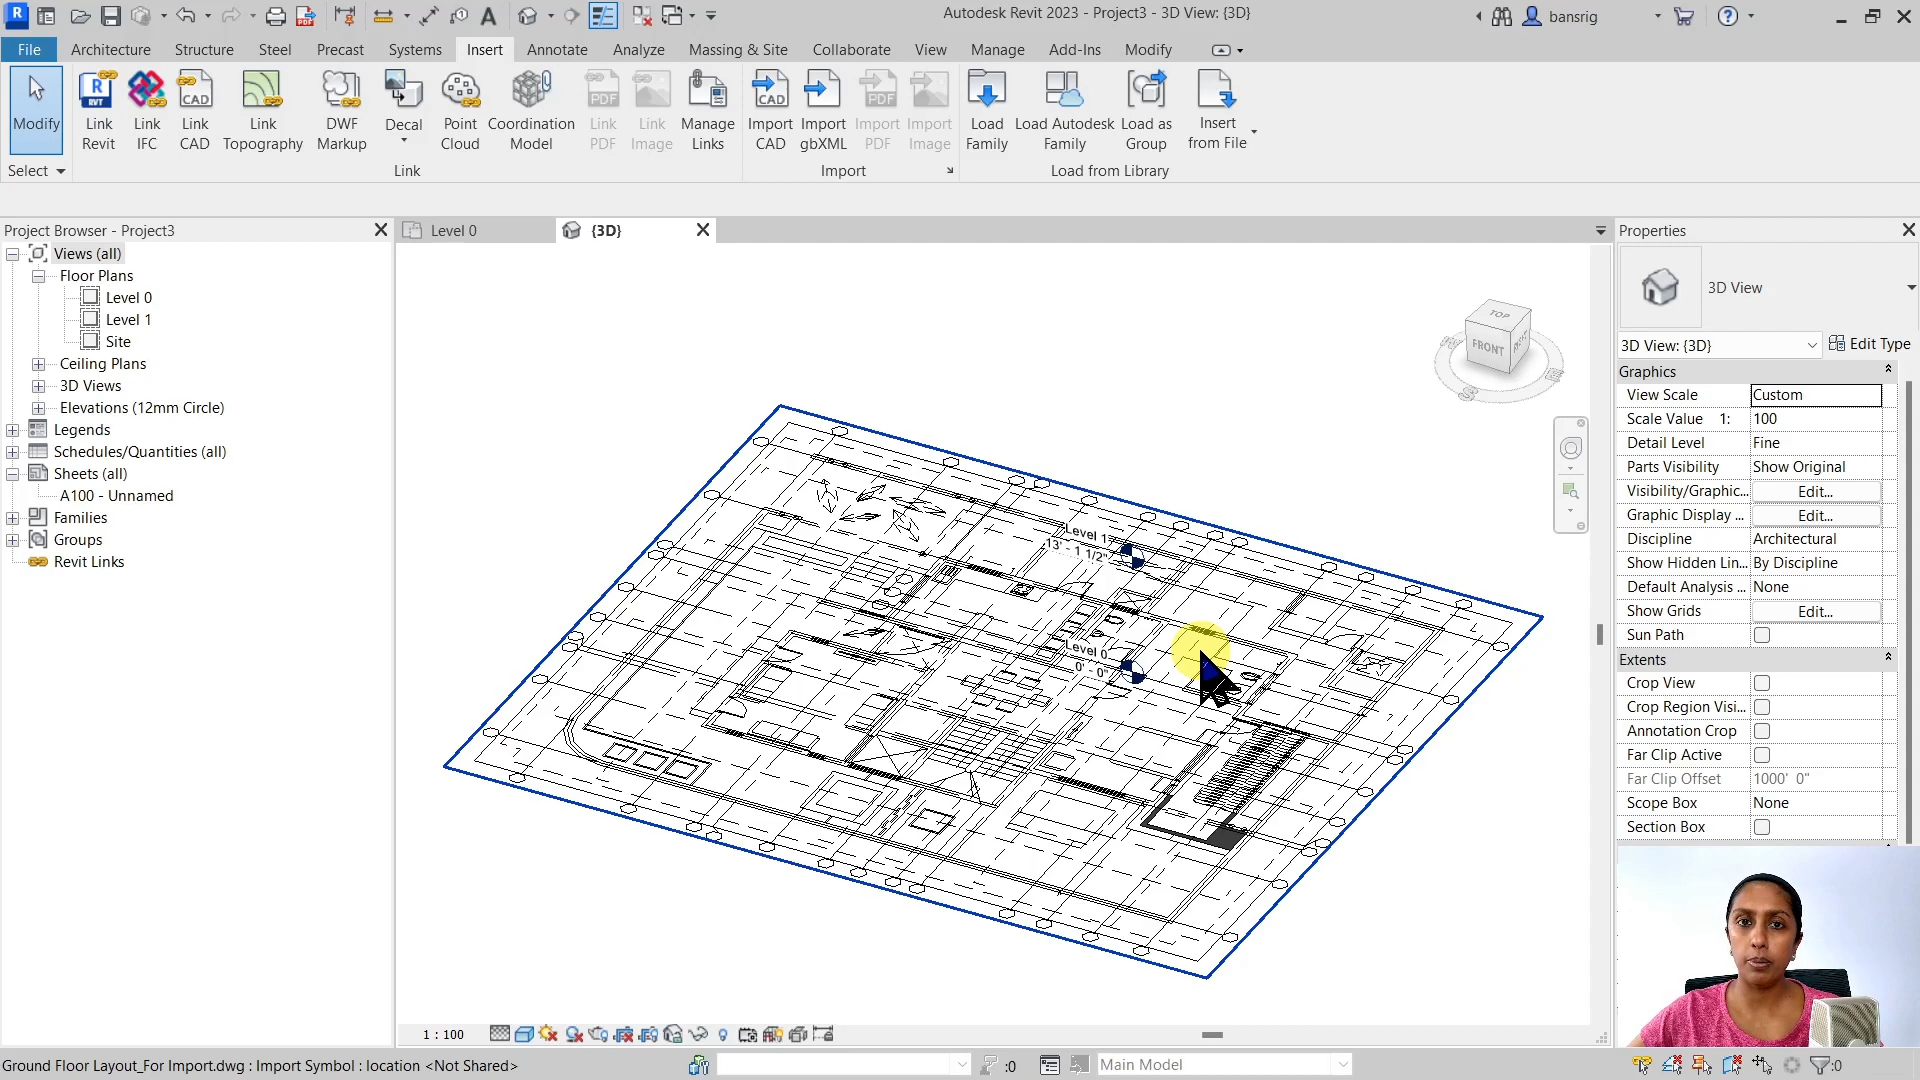 Autodesk Revit 2023 - Project3 - 3D View: {3D}
bansrig
File
Architecture
Structure
Steel
Precast
Systems
Insert
Annotate
Analyze
Massing & Site
Collaborate
View
Manage
Add-Ins
Modify
Modify
Link Revit
Link IFC
Link CAD
Link Topography
DWF Markup
Decal
Point Cloud
Coordination Model
Link PDF
Link Image
Manage Links
Import CAD
Import gbXML
Import PDF
Import Image
Load Family
Load Autodesk Family
Load as Group
Insert from File
Select
Link
Import
Load from Library
Project Browser - Project3
Views (all)
Floor Plans
Level 0
Level 1
Site
Ceiling Plans
3D Views
Elevations (12mm Circle)
Legends
Schedules/Quantities (all)
Sheets (all)
A100 - Unnamed
Families
Groups
Revit Links
Level 0
{3D}
TOP
FRONT
Level 1
13' - 1 1/2"
Level 0
0' - 0"
Properties
3D View
3D View: {3D}
Edit Type
Graphics
View Scale Custom
Scale Value 1: 100
Detail Level Fine
Parts Visibility Show Original
Visibility/Graphic... Edit...
Graphic Display ... Edit...
Discipline Architectural
Show Hidden Lin... By Discipline
Default Analysis ... None
Show Grids Edit...
Sun Path
Extents
Crop View
Crop Region Visi...
Annotation Crop
Far Clip Active
Far Clip Offset 1000' 0"
Scope Box None
Section Box
1 : 100
Ground Floor Layout_For Import.dwg : Import Symbol : location <Not Shared>
:0
Main Model
:0